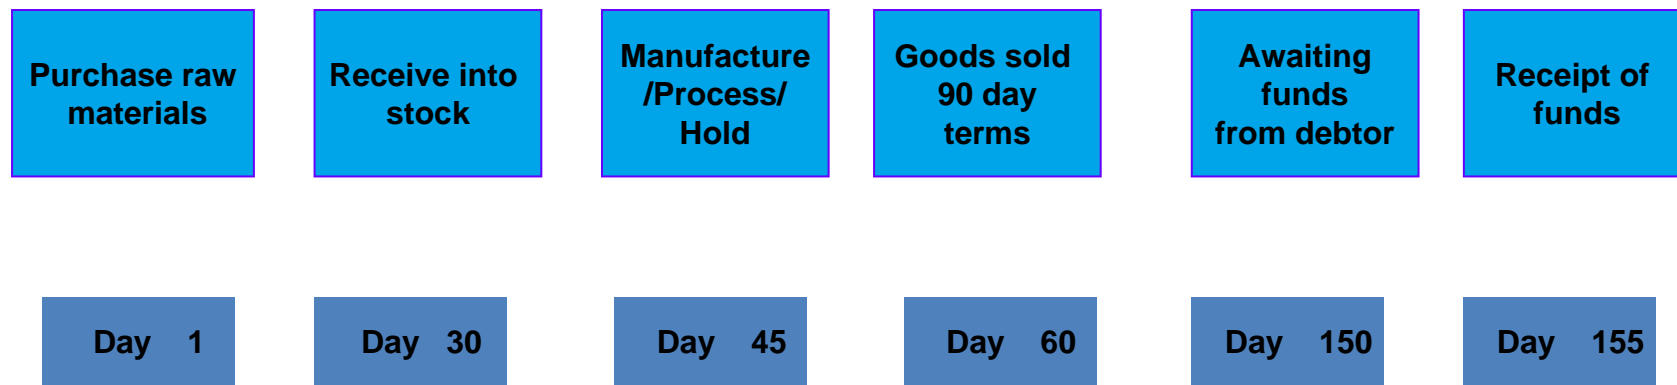 Purchase raw
materials
Receive into
stock
Manufacture
/Process/
Hold
Goods sold
90 day
terms
Awaiting
funds
from debtor
Receipt of
funds
Day 1
Day 30
Day 45
Day 60
Day 150
Day 155